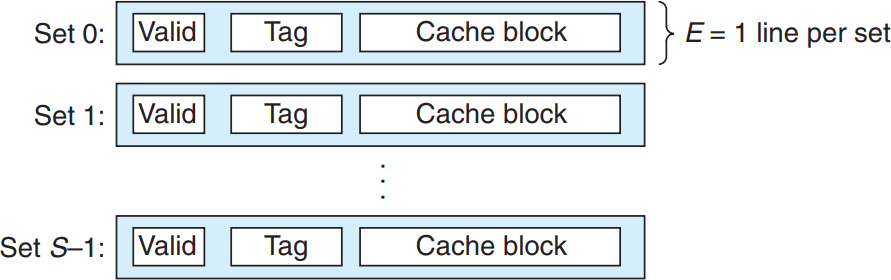 Set 0: Valid Tag Cache block E = 1 line per set
Set 1: Valid Tag Cache block
⋮
Set S–1: Valid Tag Cache block